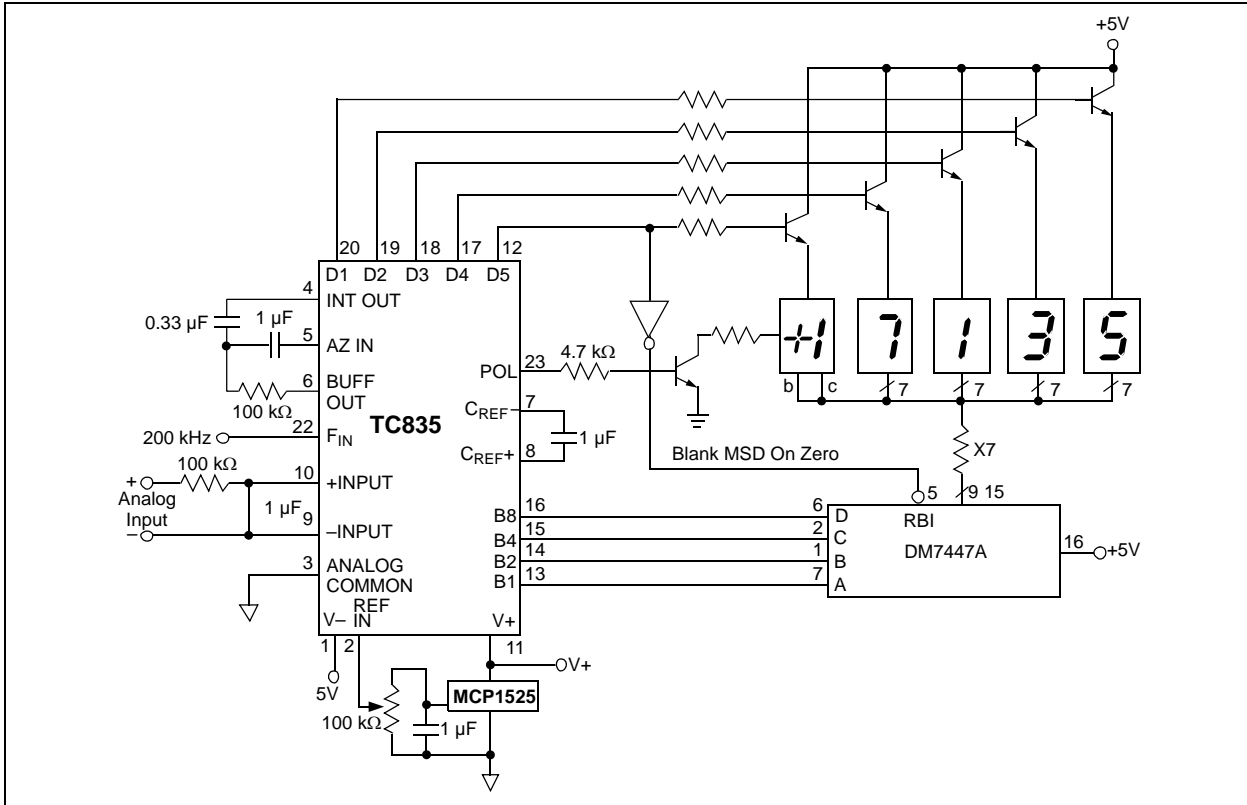 +5V
20 19 18 17 12
D1 D2 D3 D4 D5
4
INT OUT
0.33 µF
1 µF
5
AZ IN
6
BUFF
OUT
100 kΩ
TC835
22
FIN
200 kHz
100 kΩ
10
+INPUT
+
Analog
Input
–
1 µF
9
–INPUT
3
ANALOG
COMMON
REF
IN
V–
1
2
5V
V+
11
V+
MCP1525
100 kΩ
1 µF
POL
23
4.7 kΩ
7
CREF–
1 µF
8
CREF+
B8
16
B4
15
B2
14
B1
13
+1
7
1
3
5
b
c
7
7
7
7
X7
Blank MSD On Zero
5
9 15
6
D
2
C
1
B
7
A
RBI
DM7447A
16
+5V